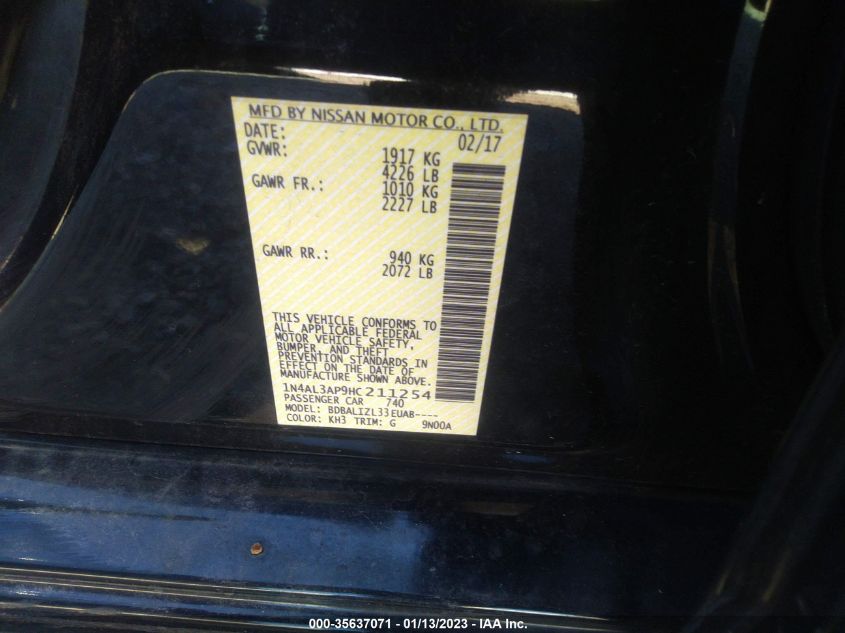 MFD BY NISSAN MOTOR CO., LTD.
DATE: 02/17
GVWR: 1917 KG
4226 LB
GAWR FR.: 1010 KG
2227 LB
GAWR RR.: 940 KG
2072 LB
THIS VEHICLE CONFORMS TO
ALL APPLICABLE FEDERAL
MOTOR VEHICLE SAFETY,
BUMPER, AND THEFT
PREVENTION STANDARDS IN
EFFECT ON THE DATE OF
MANUFACTURE SHOWN ABOVE.
1N4AL3AP9HC211254
PASSENGER CAR 740
MODEL: BDBALIZL33EUAB----
COLOR: KH3 TRIM: G 9N00A
000-35637071 - 01/13/2023 - IAA Inc.